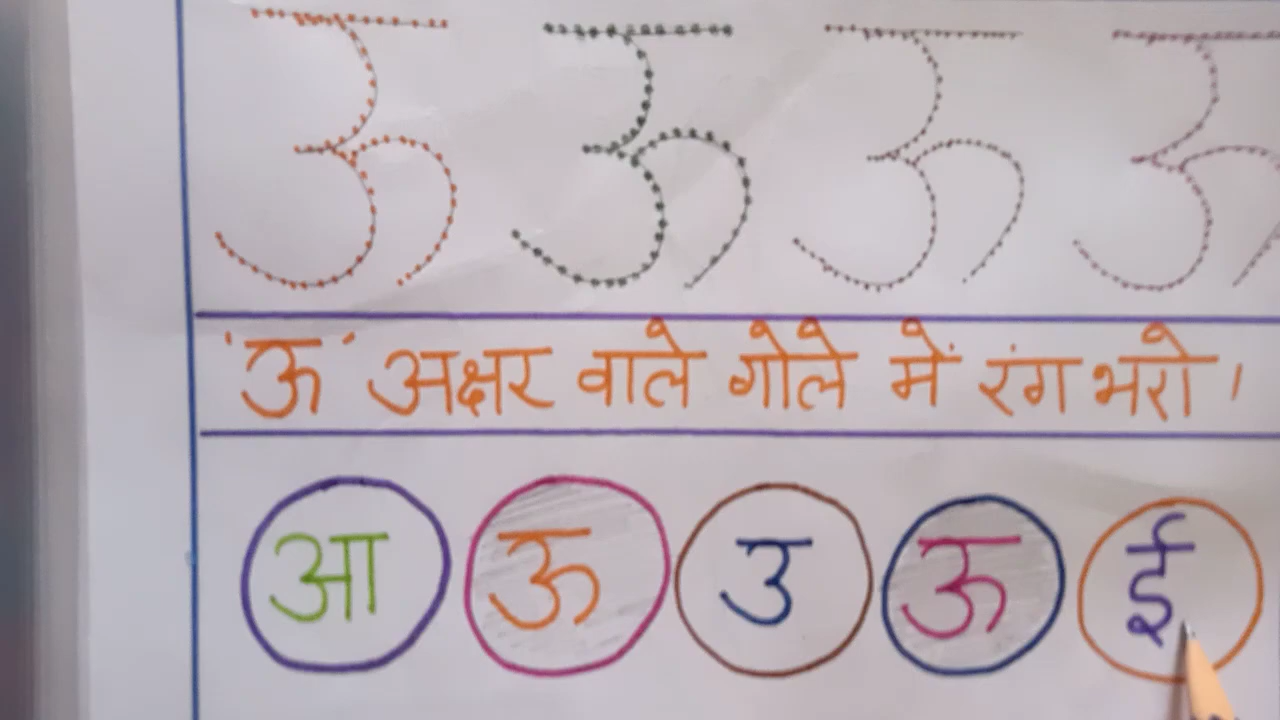 ऊ ऊ ऊ ऊ
'ऊ' अक्षर वाले गोले में रंग भरो।
आ ऊ उ ऊ ई